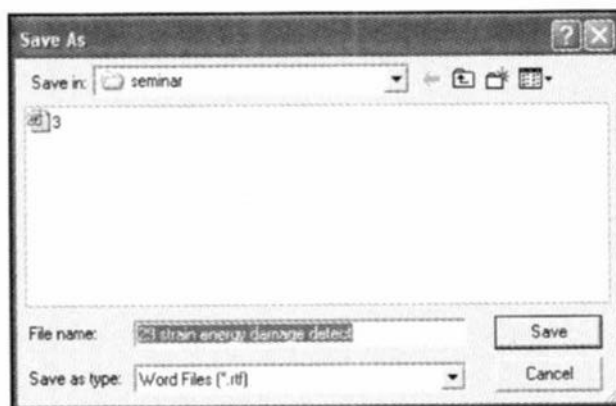 Save As
Save in: seminar
3
File name: strain energy damage detect
Save
Save as type: Word Files (*.rtf)
Cancel